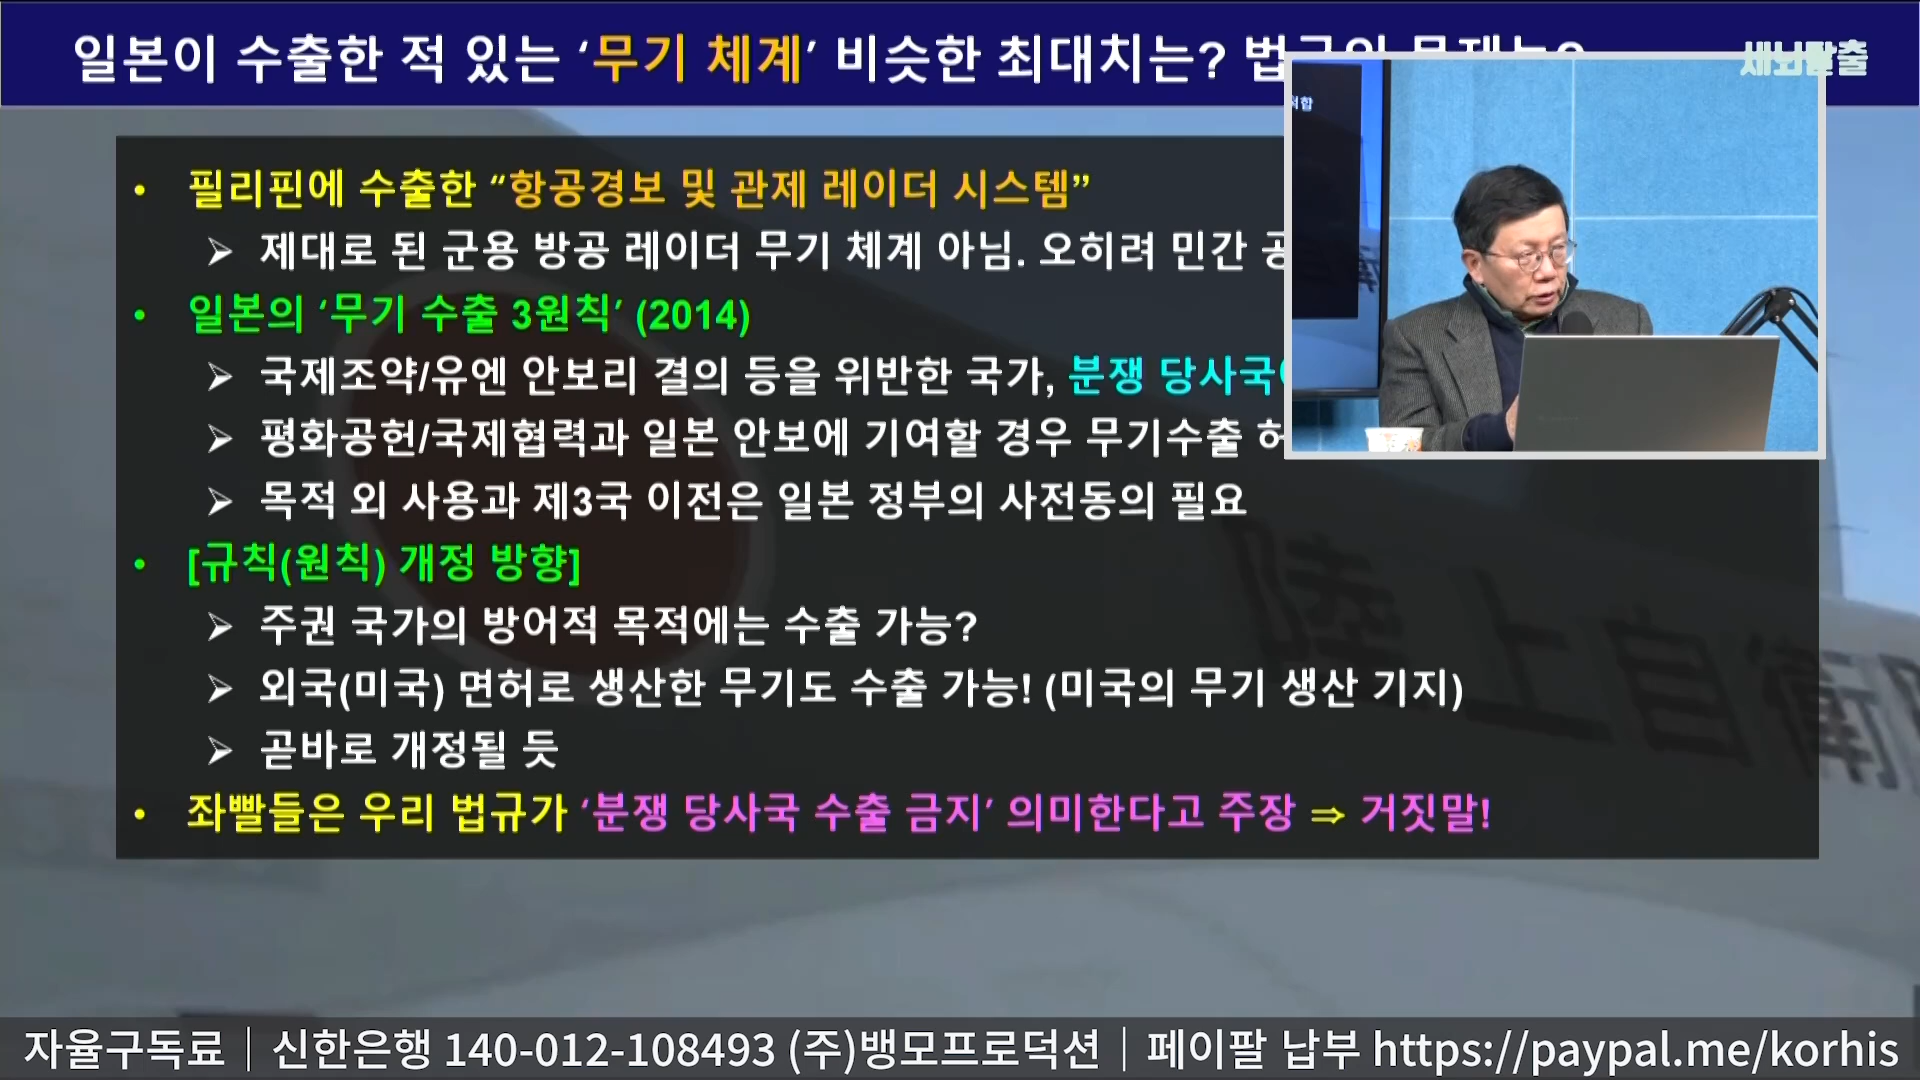 일본이 수출한 적 있는 ‘무기 체계’ 비슷한 최대치는?
세뇌탈출
• 필리핀에 수출한 “항공경보 및 관제 레이더 시스템”
➢ 제대로 된 군용 방공 레이더 무기 체계 아님. 오히려 민간
• 일본의 ‘무기 수출 3원칙’ (2014)
➢ 국제조약/유엔 안보리 결의 등을 위반한 국가, 분쟁 당사국
➢ 평화공헌/국제협력과 일본 안보에 기여할 경우 무기수출
➢ 목적 외 사용과 제3국 이전은 일본 정부의 사전동의 필요
• [규칙(원칙) 개정 방향]
➢ 주권 국가의 방어적 목적에는 수출 가능?
➢ 외국(미국) 면허로 생산한 무기도 수출 가능! (미국의 무기 생산 기지)
➢ 곧바로 개정될 듯
• 좌빨들은 우리 법규가 ‘분쟁 당사국 수출 금지’ 의미한다고 주장 ⇒ 거짓말!
陸上自衛
자율구독료｜신한은행 140-012-108493 (주)뱅모프로덕션｜페이팔 납부 https://paypal.me/korhis